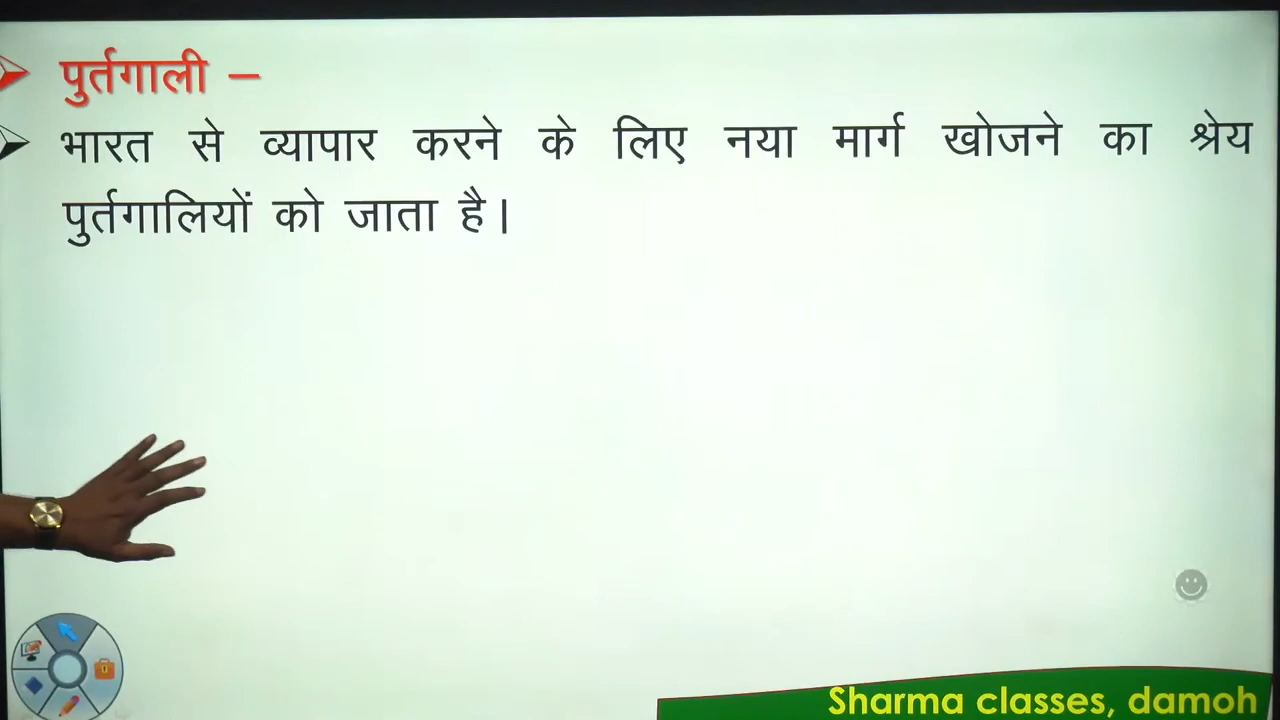 पुर्तगाली –
भारत से व्यापार करने के लिए नया मार्ग खोजने का श्रेय
पुर्तगालियों को जाता है।
Sharma classes, damoh